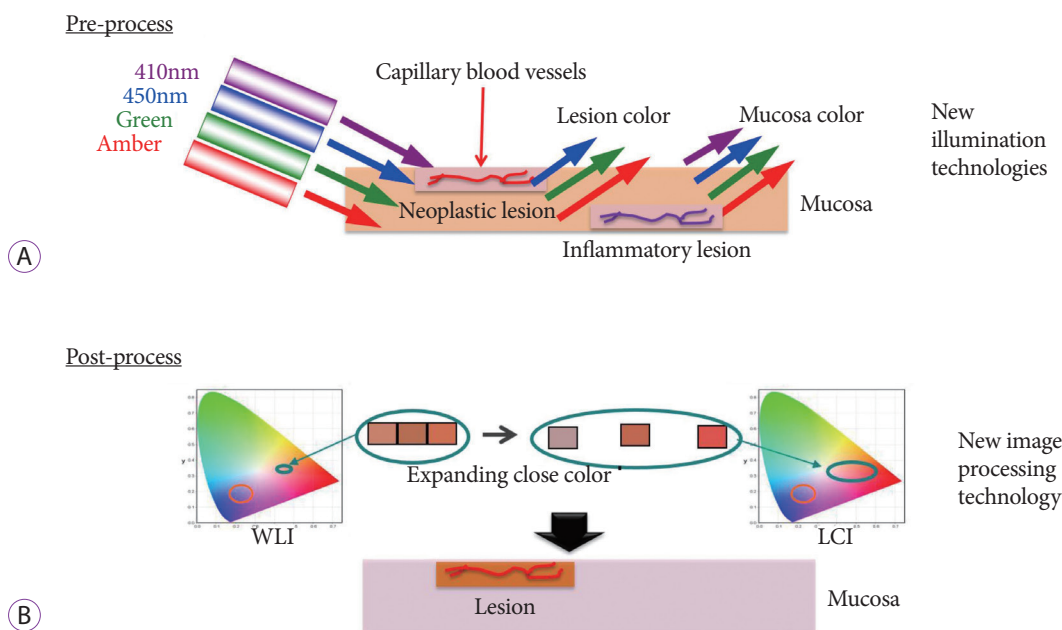 Pre-process
410nm
450nm
Green
Amber
Capillary blood vessels
Lesion color
Mucosa color
New
illumination
technologies
Neoplastic lesion
Mucosa
Inflammatory lesion
A
Post-process
Expanding close color
WLI
LCI
New image
processing
technology
Lesion
Mucosa
B